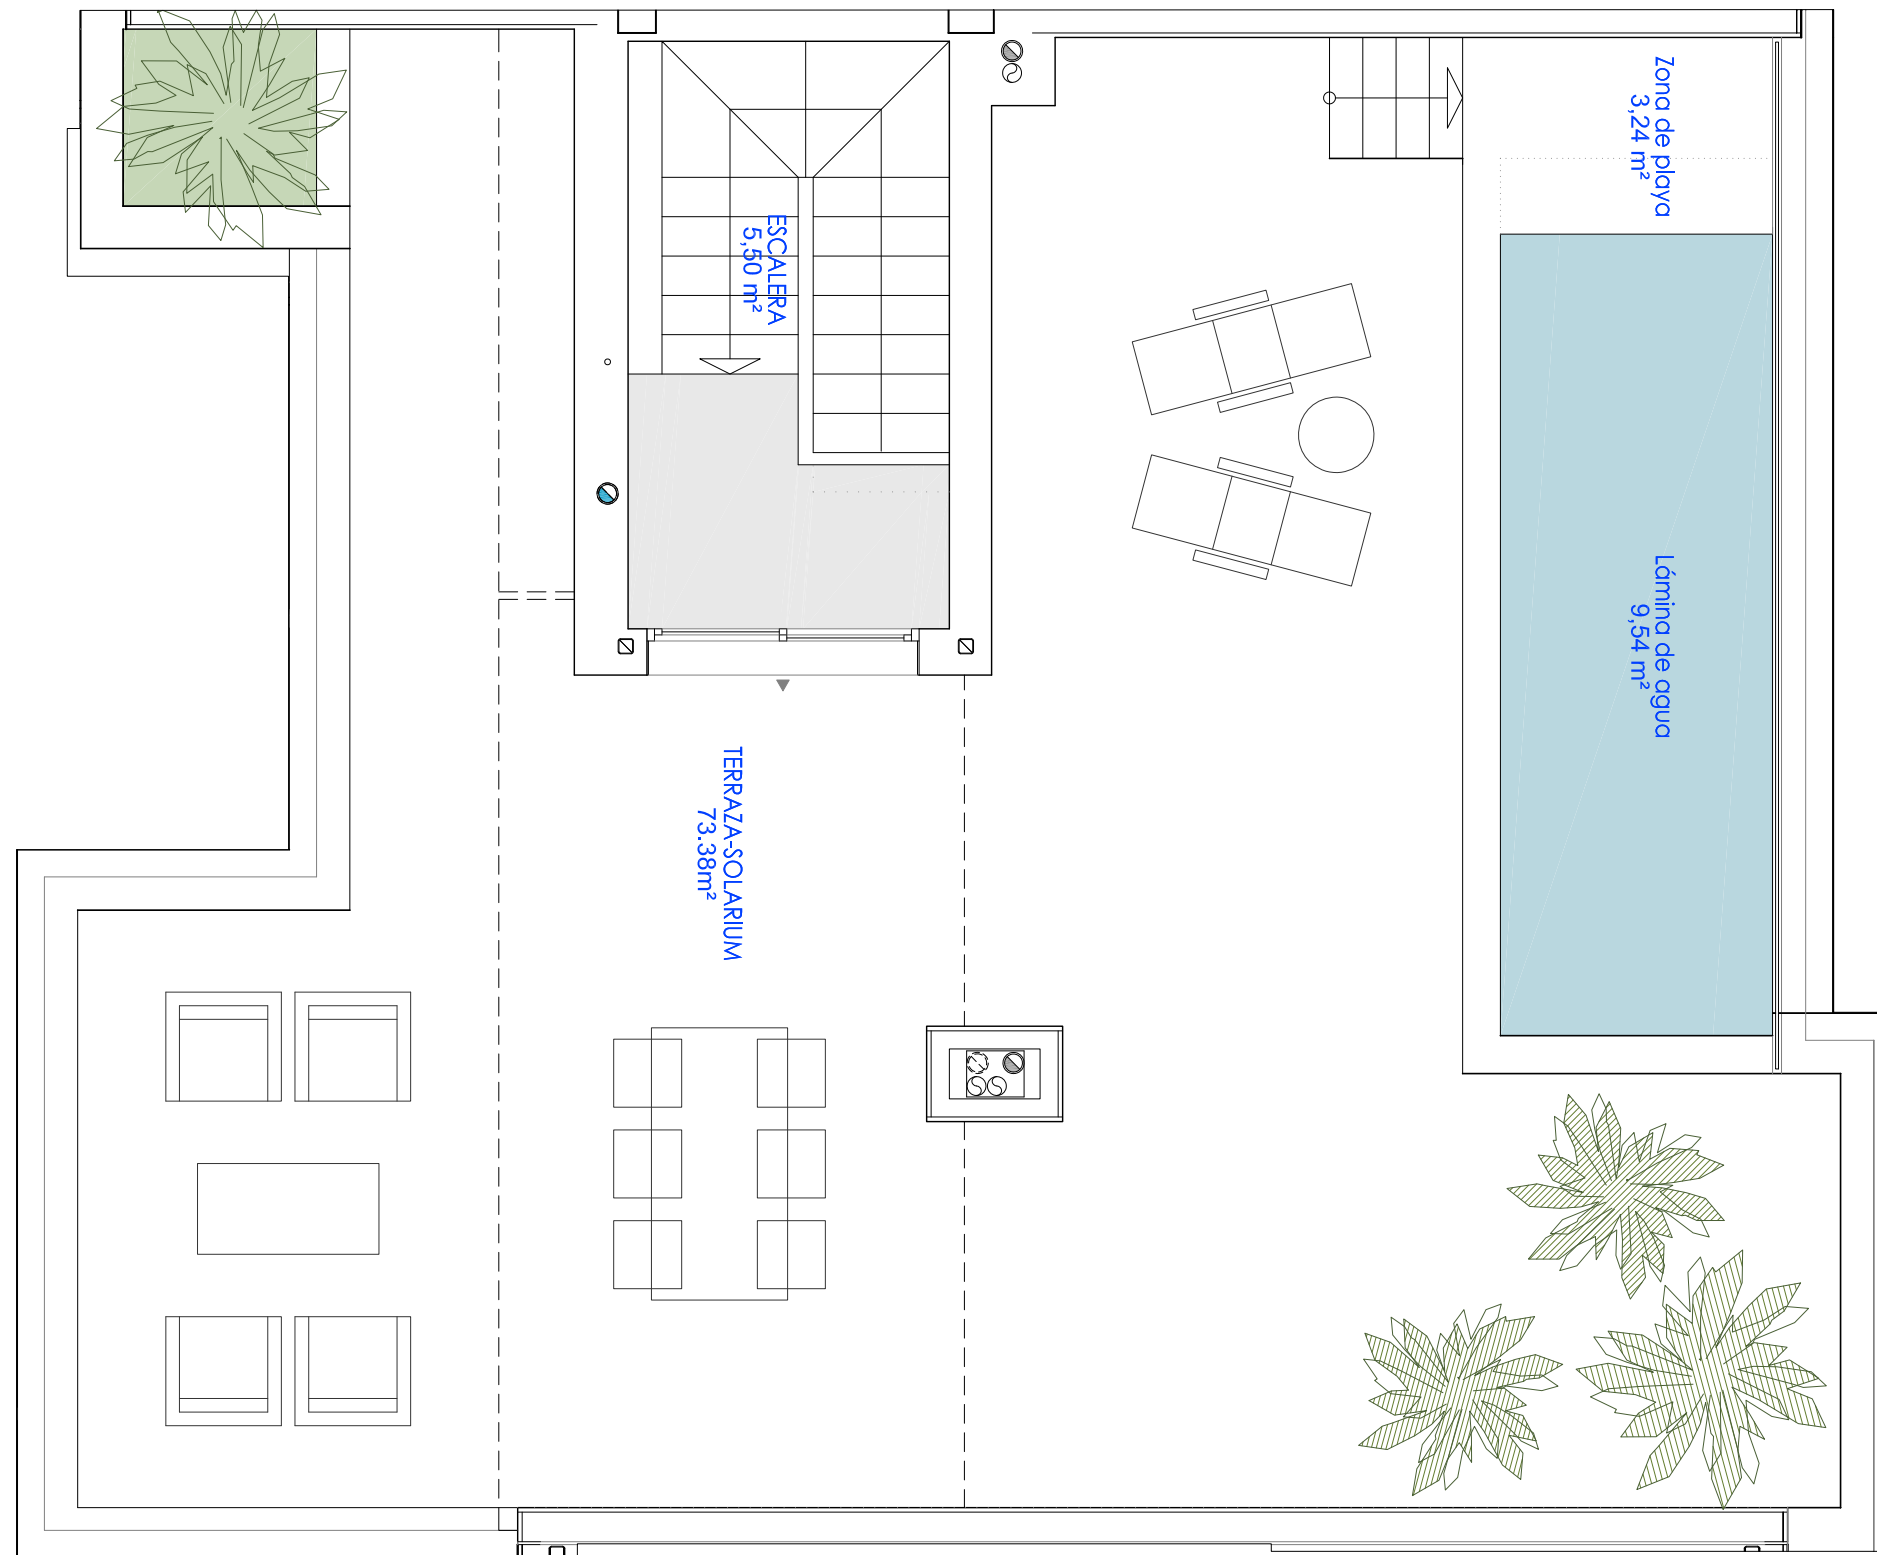 Zona de playa
3,24 m²
ESCALERA
5,50 m²
Lámina de agua
9,54 m²
TERRAZA-SOLARIUM
73.38m²